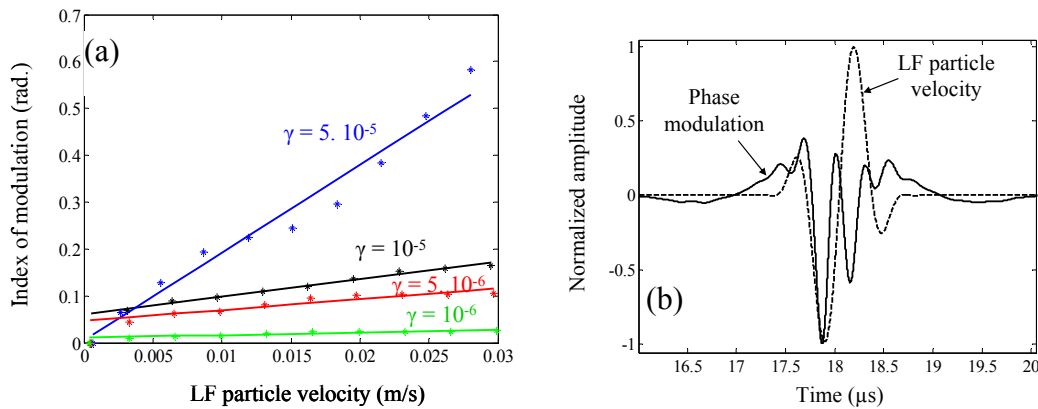 (a)
Index of modulation (rad.)
0.7
0.6
0.5
0.4
0.3
0.2
0.1
0
γ = 5. 10⁻⁵
γ = 10⁻⁵
γ = 5. 10⁻⁶
γ = 10⁻⁶
0 0.005 0.01 0.015 0.02 0.025 0.03
LF particle velocity (m/s)
(b)
Normalized amplitude
1
0.5
0
-0.5
-1
Phase
modulation
LF particle
velocity
16.5 17 17.5 18 18.5 19 19.5 20
Time (µs)